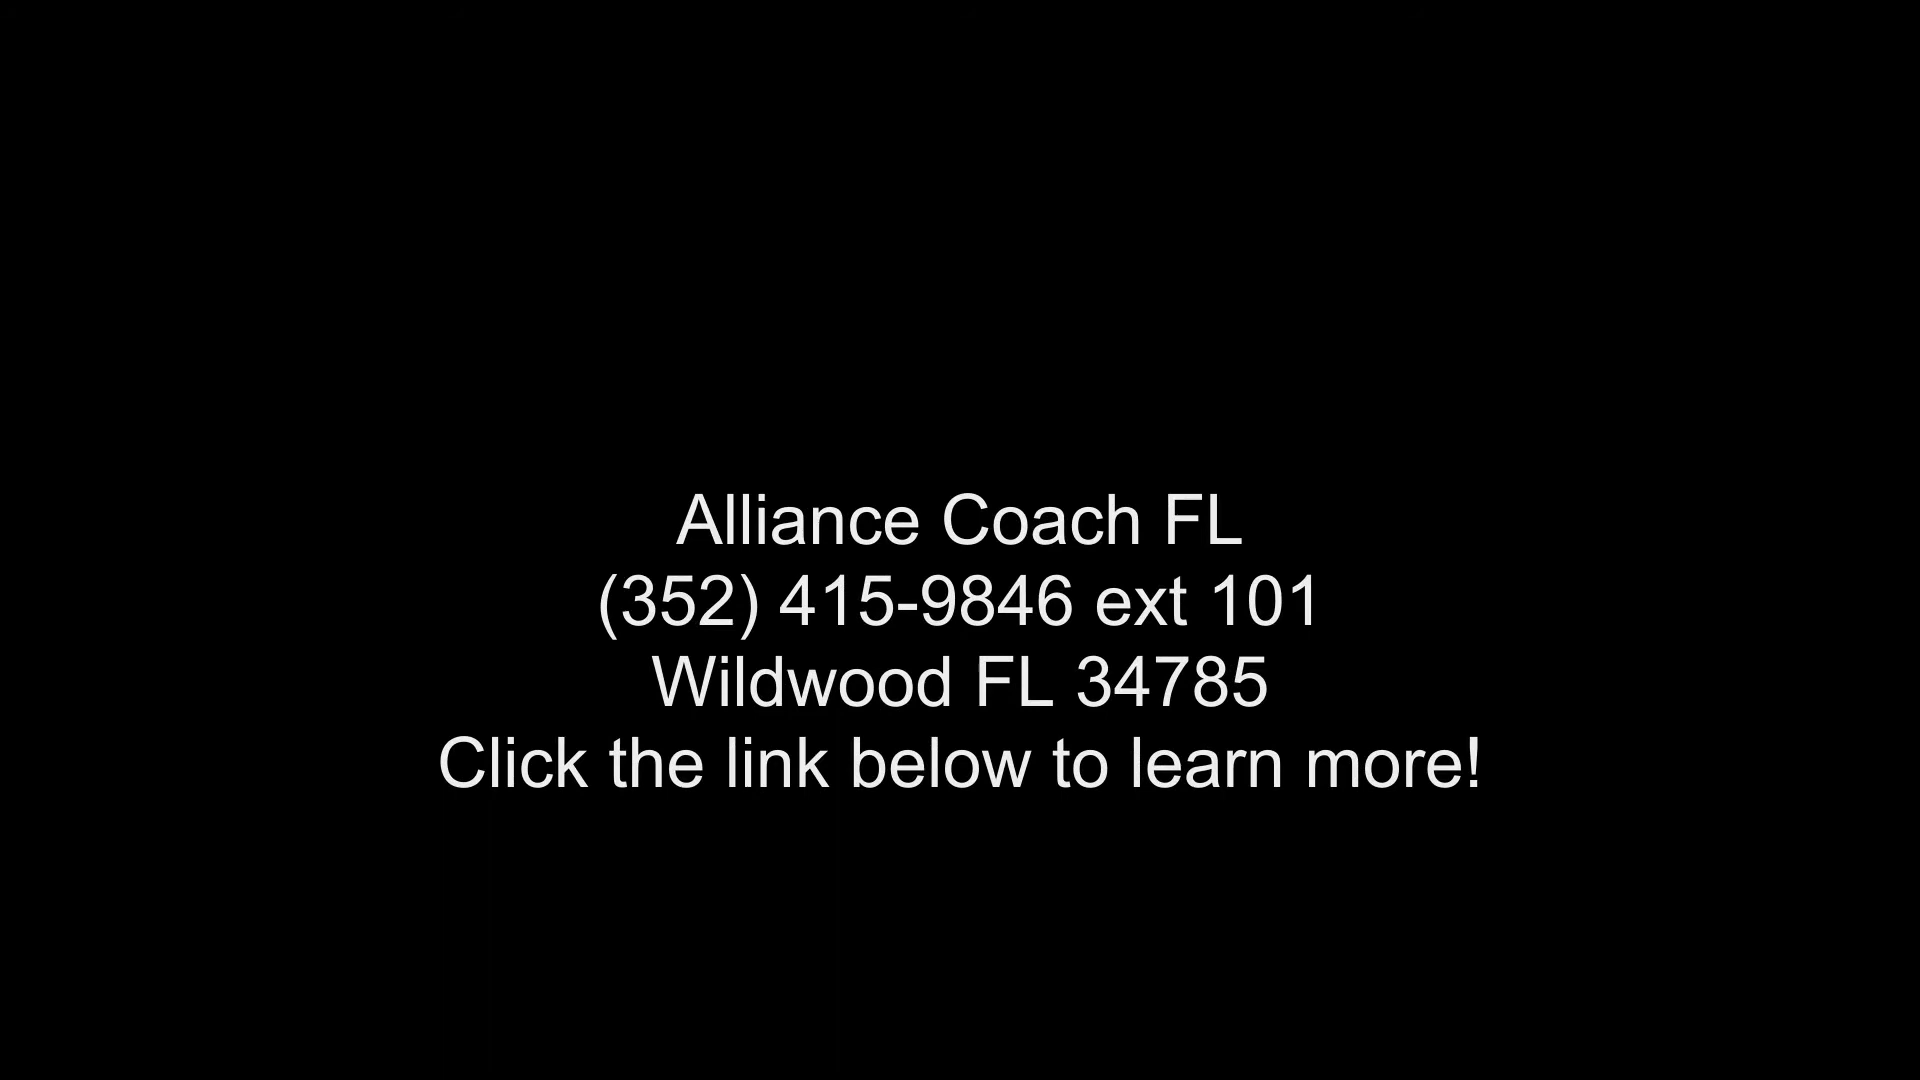 Alliance Coach FL
(352) 415-9846 ext 101
Wildwood FL 34785
Click the link below to learn more!